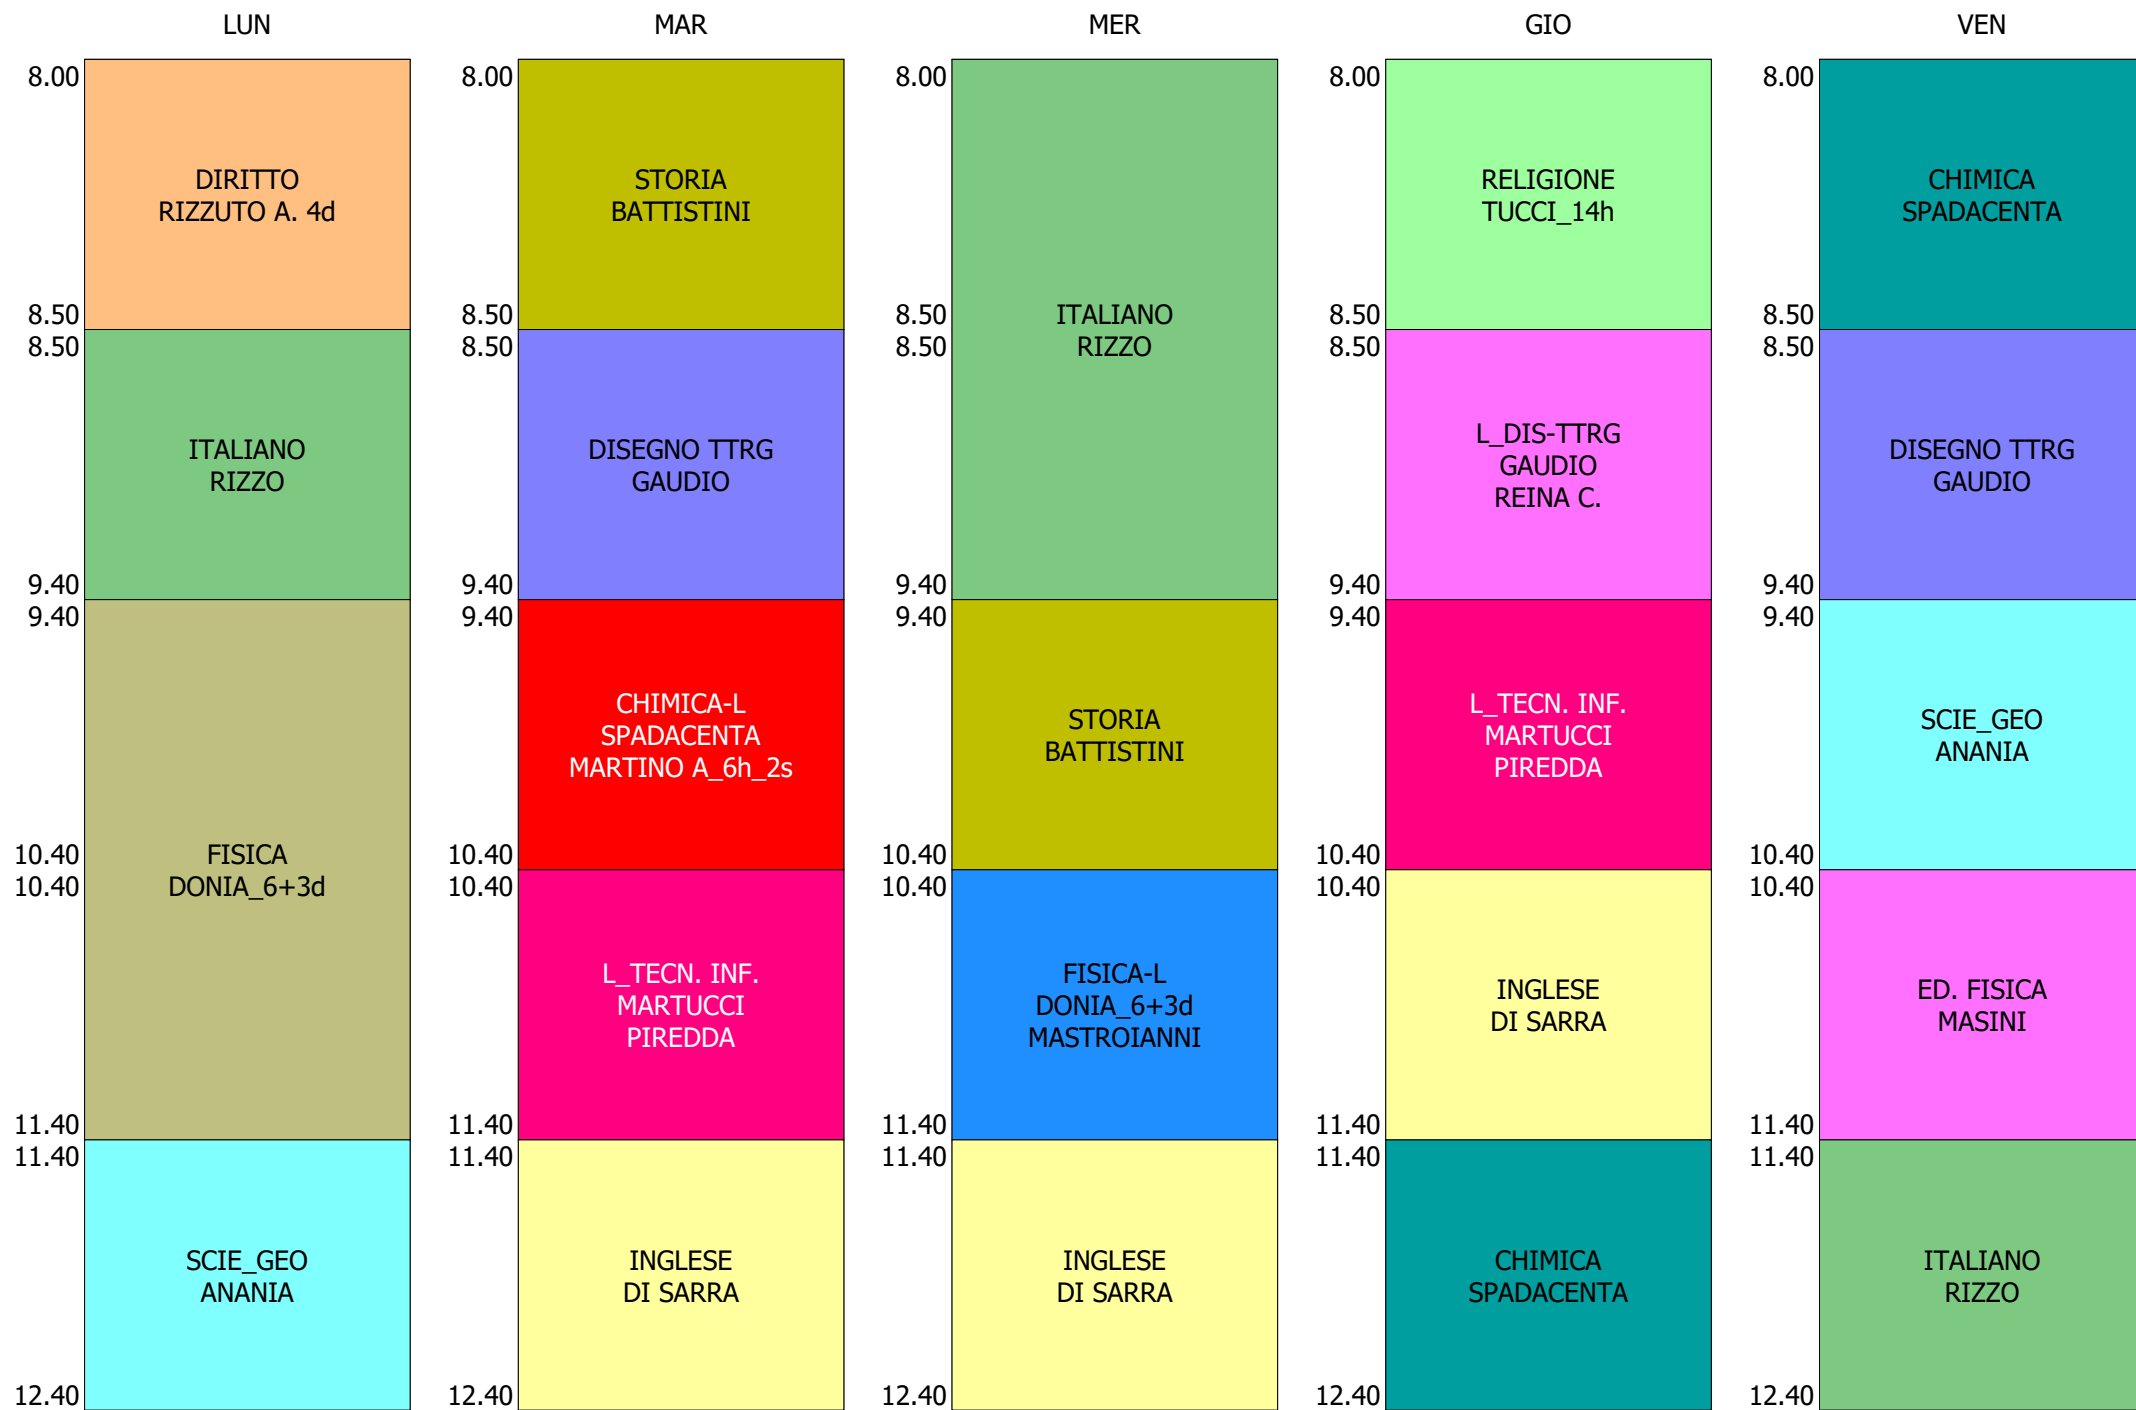 LUN
MAR
MER
GIO
VEN
8.00
DIRITTO
RIZZUTO A. 4d
8.50
8.50
ITALIANO
RIZZO
9.40
9.40
FISICA
DONIA_6+3d
10.40
10.40
11.40
11.40
SCIE_GEO
ANANIA
12.40
8.00
STORIA
BATTISTINI
8.50
8.50
DISEGNO TTRG
GAUDIO
9.40
9.40
CHIMICA-L
SPADACENTA
MARTINO A_6h_2s
10.40
10.40
L_TECN. INF.
MARTUCCI
PIREDDA
11.40
11.40
INGLESE
DI SARRA
12.40
8.00
ITALIANO
RIZZO
8.50
8.50
9.40
9.40
STORIA
BATTISTINI
10.40
10.40
FISICA-L
DONIA_6+3d
MASTROIANNI
11.40
11.40
INGLESE
DI SARRA
12.40
8.00
RELIGIONE
TUCCI_14h
8.50
8.50
L_DIS-TTRG
GAUDIO
REINA C.
9.40
9.40
L_TECN. INF.
MARTUCCI
PIREDDA
10.40
10.40
INGLESE
DI SARRA
11.40
11.40
CHIMICA
SPADACENTA
12.40
8.00
CHIMICA
SPADACENTA
8.50
8.50
DISEGNO TTRG
GAUDIO
9.40
9.40
SCIE_GEO
ANANIA
10.40
10.40
ED. FISICA
MASINI
11.40
11.40
ITALIANO
RIZZO
12.40